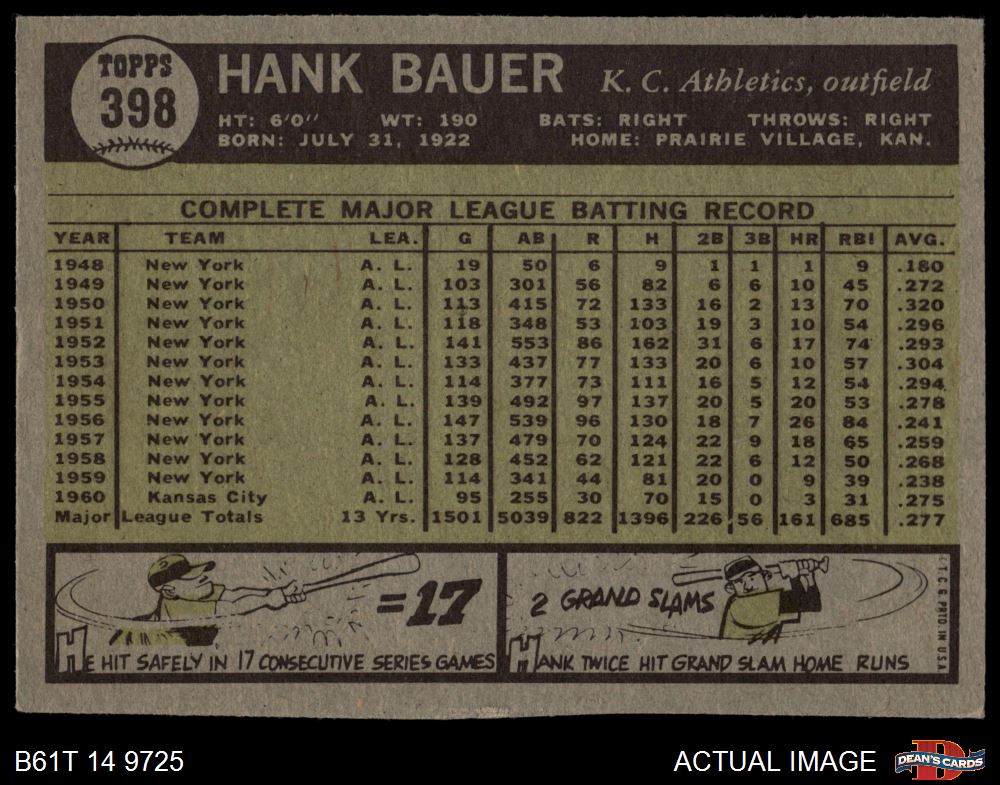 TOPPS
398
HANK BAUER K. C. Athletics, outfield
HT: 6'0" WT: 190 BATS: RIGHT THROWS: RIGHT
BORN: JULY 31, 1922 HOME: PRAIRIE VILLAGE, KAN.
COMPLETE MAJOR LEAGUE BATTING RECORD
YEAR TEAM LEA. G AB R H 2B 3B HR RBI AVG.
1948 New York A. L. 19 50 6 9 1 1 1 9 .180
1949 New York A. L. 103 301 56 82 6 6 10 45 .272
1950 New York A. L. 113 415 72 133 16 2 13 70 .320
1951 New York A. L. 118 348 53 103 19 3 10 54 .296
1952 New York A. L. 141 553 86 162 31 6 17 74 .293
1953 New York A. L. 133 437 77 133 20 6 10 57 .304
1954 New York A. L. 114 377 73 111 16 5 12 54 .294
1955 New York A. L. 139 492 97 137 20 5 20 53 .278
1956 New York A. L. 147 539 96 130 18 7 26 84 .241
1957 New York A. L. 137 479 70 124 22 9 18 65 .259
1958 New York A. L. 128 452 62 121 22 6 12 50 .268
1959 New York A. L. 114 341 44 81 20 0 9 39 .238
1960 Kansas City A. L. 95 255 30 70 15 0 3 31 .275
Major League Totals 13 Yrs. 1501 5039 822 1396 226 56 161 685 .277
=17
HE HIT SAFELY IN 17 CONSECUTIVE SERIES GAMES
2 GRAND SLAMS
HANK TWICE HIT GRAND SLAM HOME RUNS
© T. C. G. PRTD. IN USA
B61T 14 9725 ACTUAL IMAGE
DEAN'S CARDS